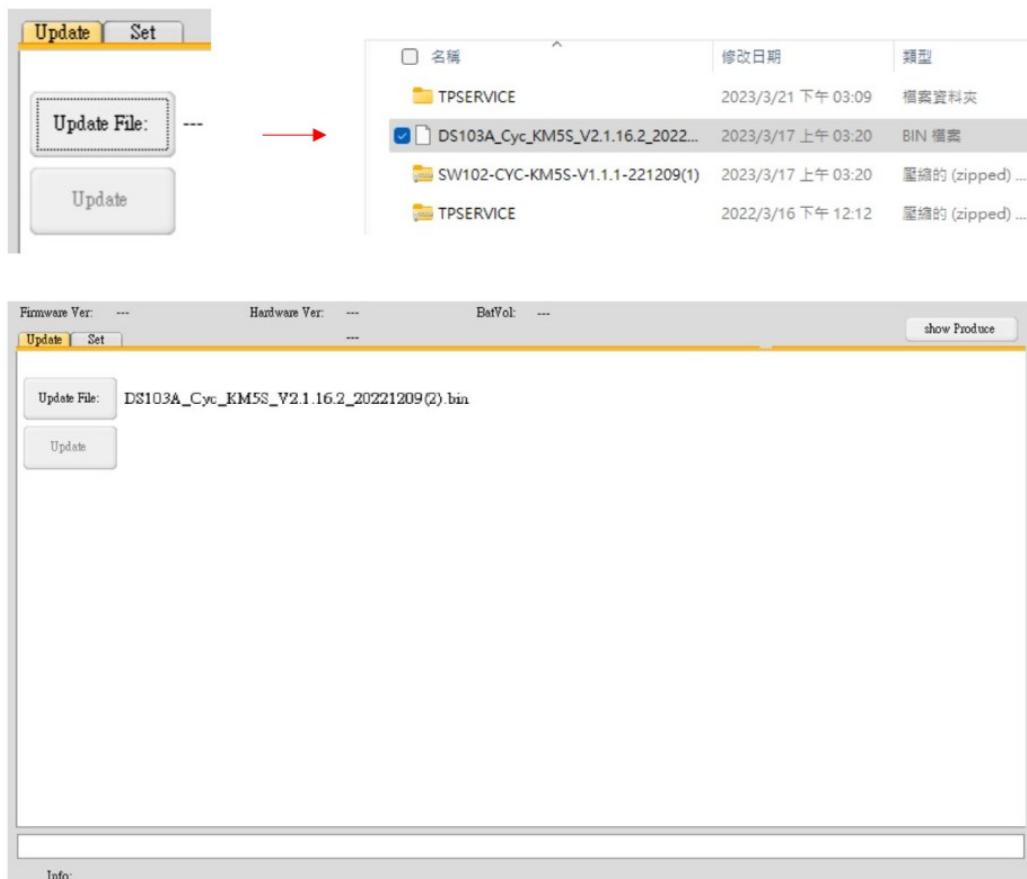 Update Set
Update File: ---
Update
名稱 修改日期 類型
TPSERVICE 2023/3/21 下午 03:09 檔案資料夾
DS103A_Cyc_KM5S_V2.1.16.2_2022... 2023/3/17 上午 03:20 BIN 檔案
SW102-CYC-KM5S-V1.1.1-221209(1) 2023/3/17 上午 03:20 壓縮的 (zipped) ...
TPSERVICE 2022/3/16 下午 12:12 壓縮的 (zipped) ...
Firmware Ver: --- Hardware Ver: --- BatVol: ---
show Produce
Update Set ---
Update File: DS103A_Cyc_KM5S_V2.1.16.2_20221209(2).bin
Update
Info: